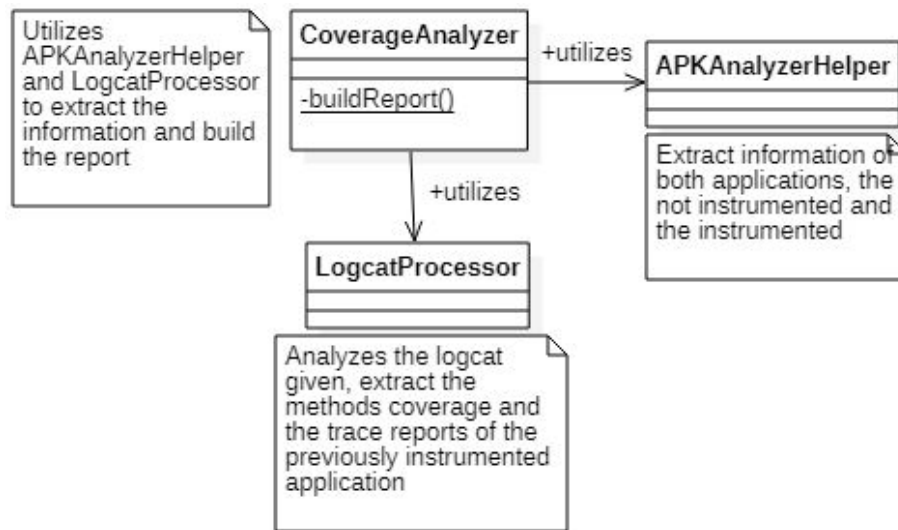 Utilizes
APKAnalyzerHelper
and LogcatProcessor
to extract the
information and build
the report
CoverageAnalyzer
-buildReport()
+utilizes
APKAnalyzerHelper
Extract information of
both applications, the
not instrumented and
the instrumented
+utilizes
LogcatProcessor
Analyzes the logcat
given, extract the
methods coverage and
the trace reports of the
previously instrumented
application